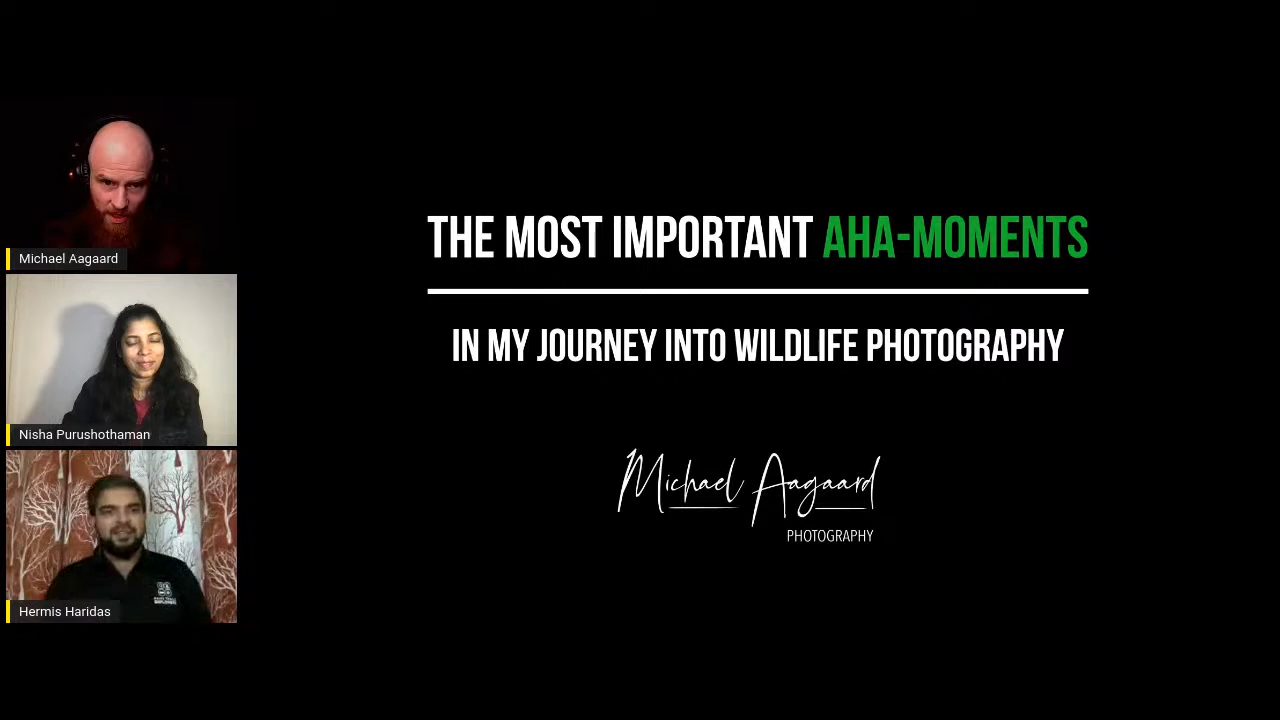 THE MOST IMPORTANT AHA-MOMENTS
IN MY JOURNEY INTO WILDLIFE PHOTOGRAPHY
Michael Aagaard
PHOTOGRAPHY
Michael Aagaard
Nisha Purushothaman
Hermis Haridas